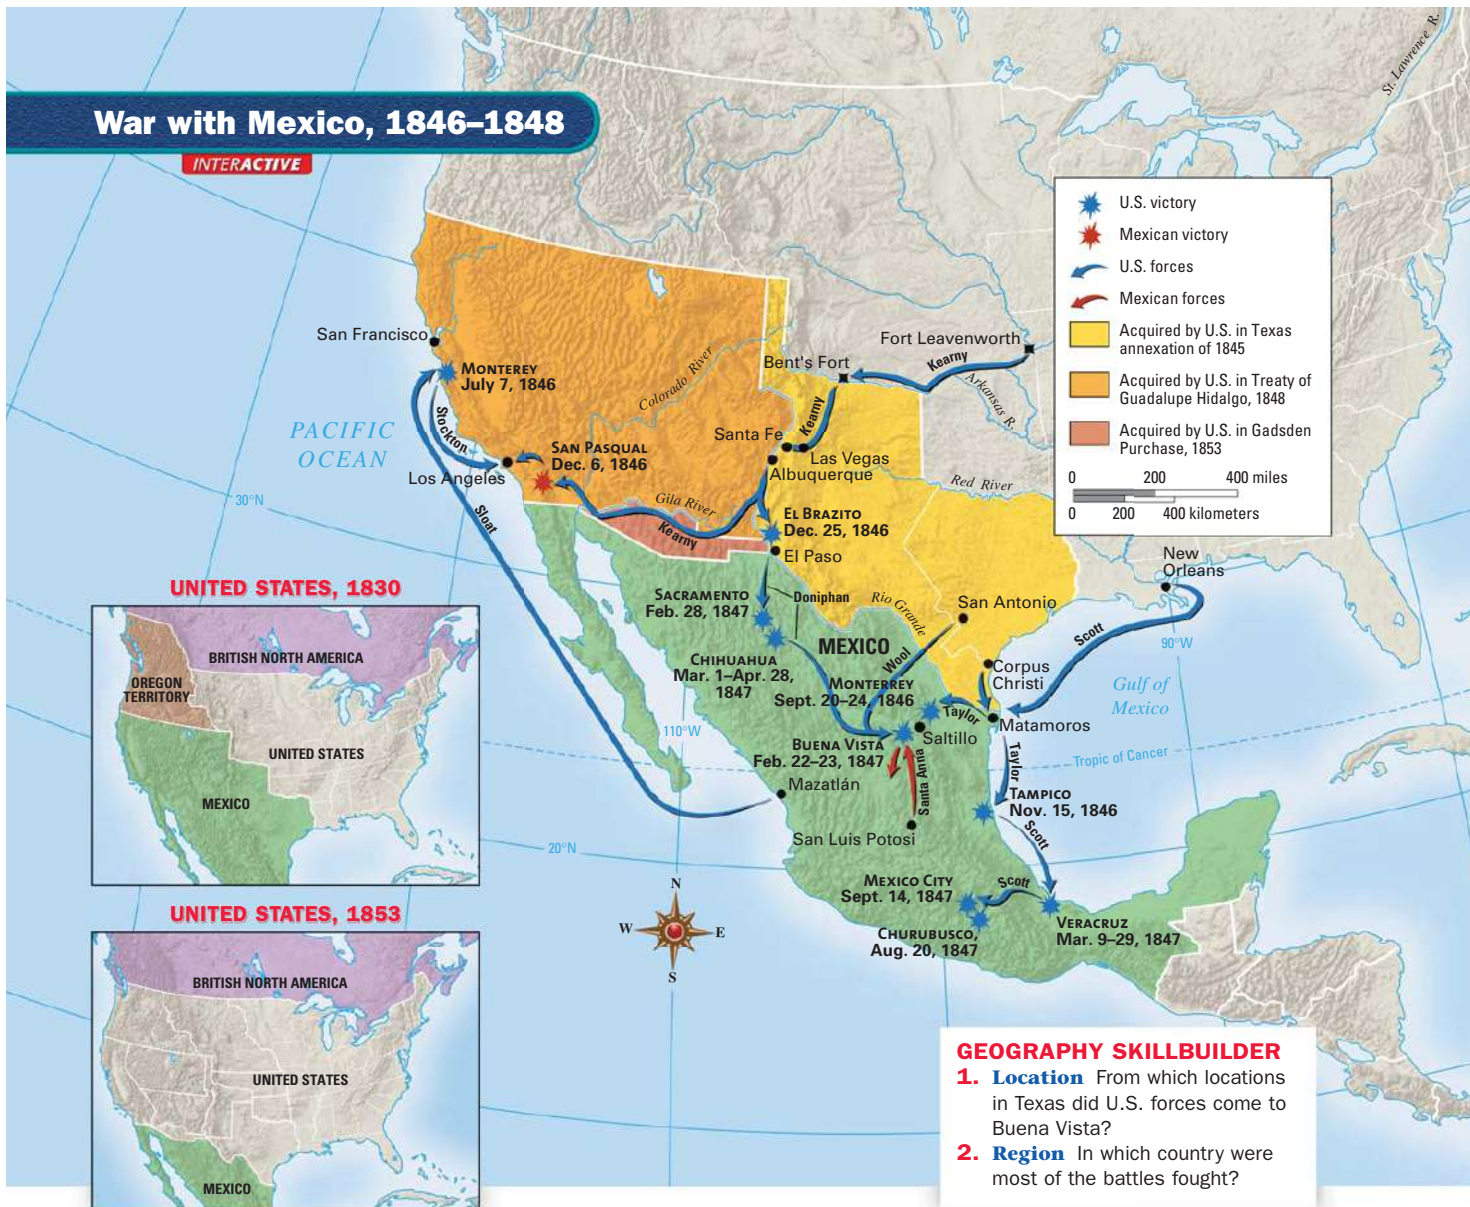 War with Mexico, 1846–1848
INTERACTIVE
St. Lawrence R.
U.S. victory
Mexican victory
U.S. forces
Mexican forces
Acquired by U.S. in Texas
annexation of 1845
Acquired by U.S. in Treaty of
Guadalupe Hidalgo, 1848
Acquired by U.S. in Gadsden
Purchase, 1853
0 200 400 miles
0 200 400 kilometers
San Francisco
MONTEREY
July 7, 1846
Colorado River
Bent's Fort
Fort Leavenworth
Kearny
Arkansas R.
Kearny
PACIFIC
OCEAN
Stockton
Santa Fe
Las Vegas
Albuquerque
SAN PASQUAL
Dec. 6, 1846
Los Angeles
30°N
Gila River
Kearny
Red River
Sloat
EL BRAZITO
Dec. 25, 1846
El Paso
New
Orleans
SACRAMENTO
Feb. 28, 1847
Doniphan
Rio Grande
San Antonio
Scott
90°W
MEXICO
CHIHUAHUA
Mar. 1–Apr. 28,
1847
Wool
Corpus
Christi
MONTERREY
Sept. 20–24, 1846
Gulf of
Mexico
110°W
Taylor
Matamoros
Saltillo
BUENA VISTA
Feb. 22–23, 1847
Taylor
Tropic of Cancer
Santa Anna
Mazatlán
TAMPICO
Nov. 15, 1846
San Luis Potosi
Scott
20°N
MEXICO CITY
Sept. 14, 1847
Scott
CHURUBUSCO,
Aug. 20, 1847
VERACRUZ
Mar. 9–29, 1847
N
W E
S
UNITED STATES, 1830
BRITISH NORTH AMERICA
OREGON
TERRITORY
UNITED STATES
MEXICO
UNITED STATES, 1853
BRITISH NORTH AMERICA
UNITED STATES
MEXICO
GEOGRAPHY SKILLBUILDER
1. Location From which locations
in Texas did U.S. forces come to
Buena Vista?
2. Region In which country were
most of the battles fought?